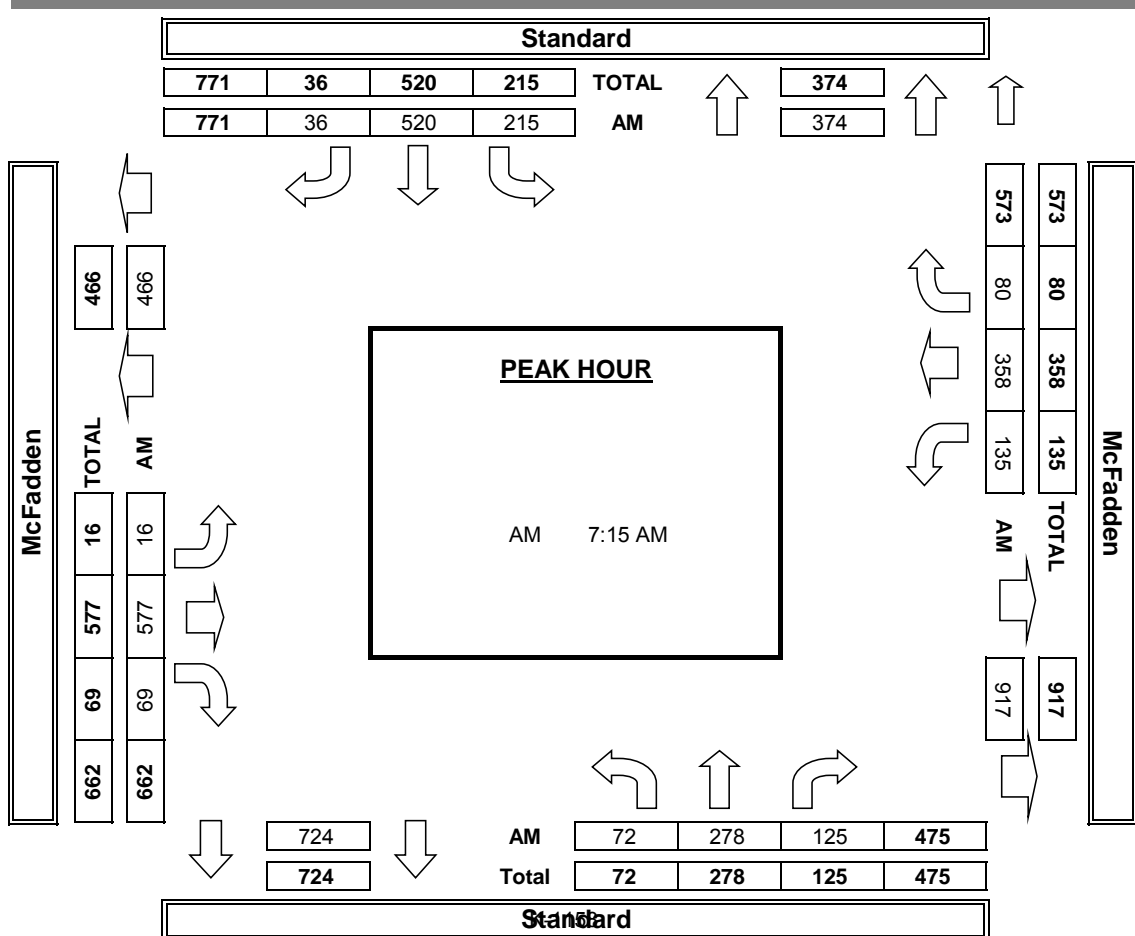 Standard
771 36 520 215 TOTAL 374
771 36 520 215 AM 374
McFadden
466 466
TOTAL AM
16 16
577 577
69 69
662 662
PEAK HOUR
AM 7:15 AM
573 573
80 80
358 358
135 135
AM TOTAL
917 917
McFadden
724 AM 72 278 125 475
724 Total 72 278 125 475
Standard